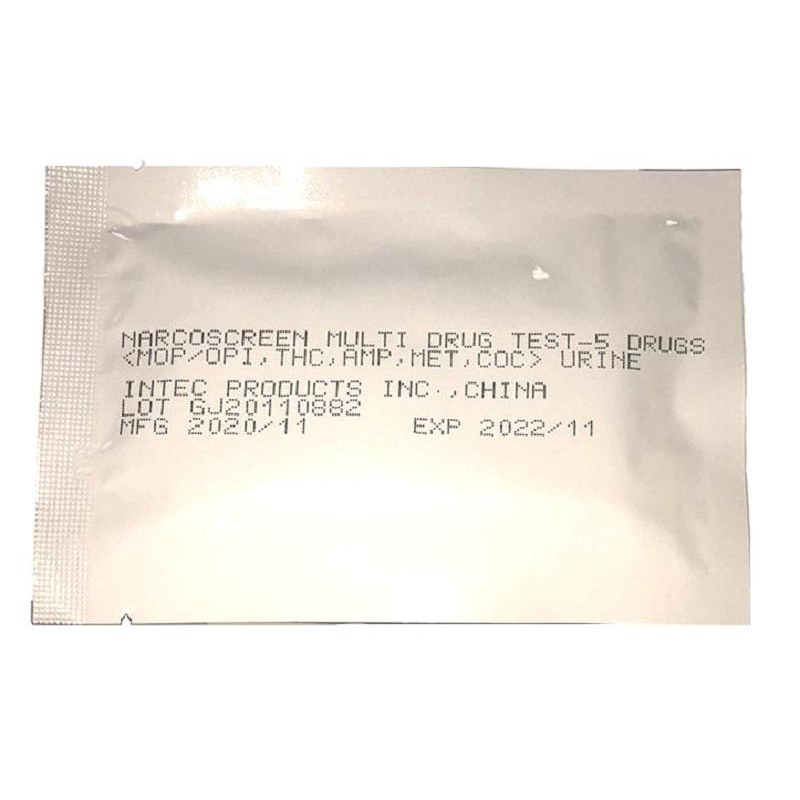 NARCOSCREEN MULTI DRUG TEST-5 DRUGS
<MOP/OPI,THC,AMP,MET,COC> URINE
INTEC PRODUCTS INC.,CHINA
LOT GJ20110882
MFG 2020/11 EXP 2022/11